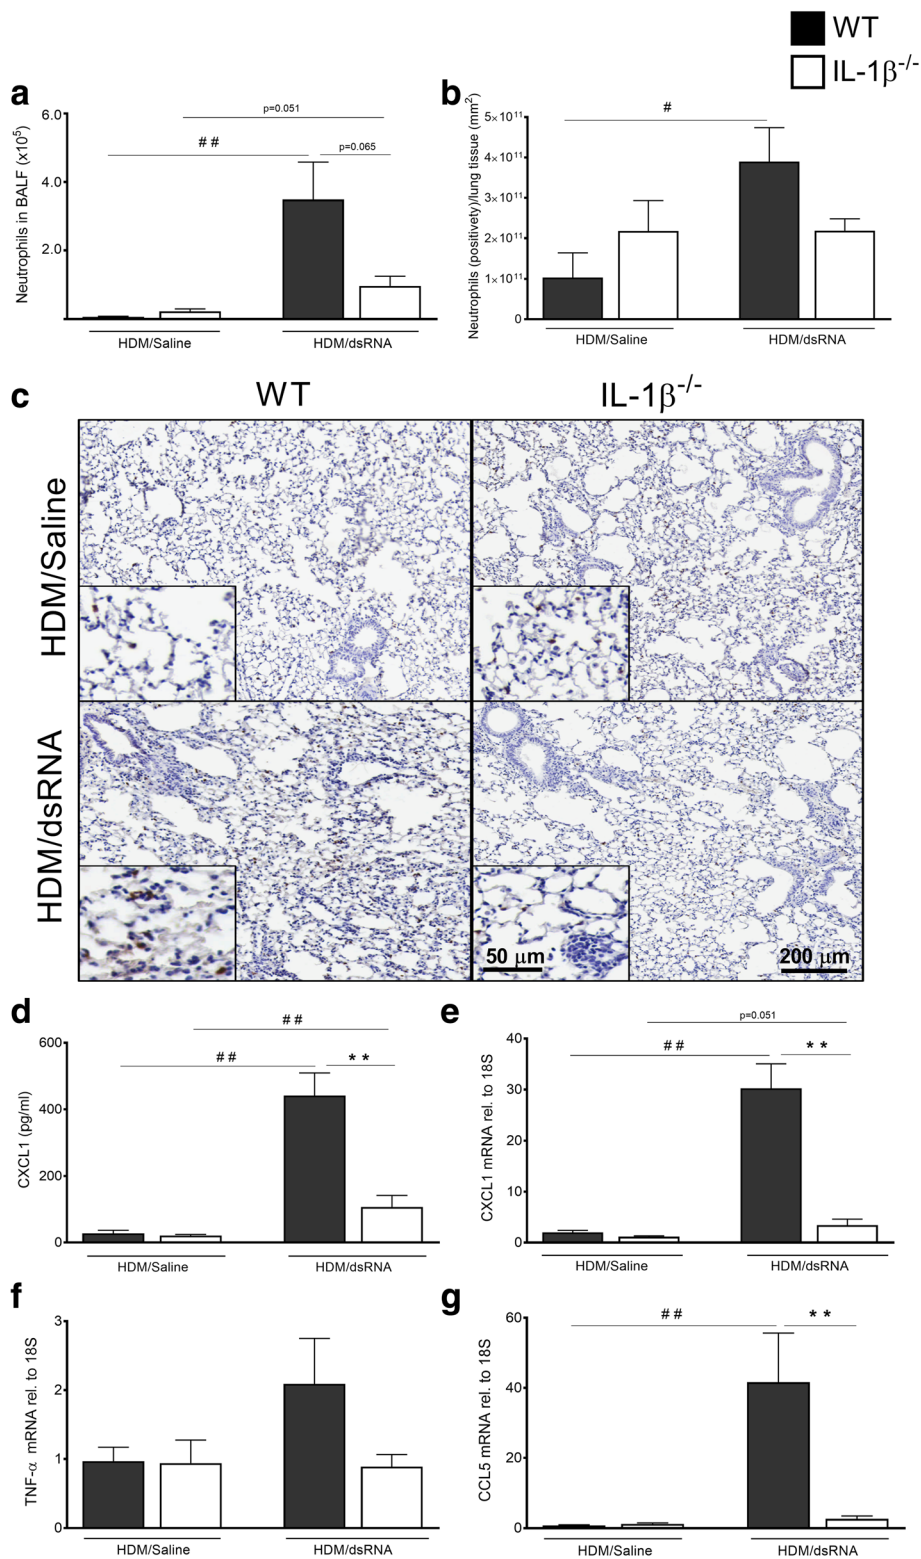 WT
IL-1β-/-
a
Neutrophils in BALF (x10⁵)
6.0
4.0
2.0
p=0.051
##
p=0.065
HDM/Saline
HDM/dsRNA
b
Neutrophils (positivety)/lung tissue (mm²)
5×10¹¹
4×10¹¹
3×10¹¹
2×10¹¹
1×10¹¹
0
#
HDM/Saline
HDM/dsRNA
c
WT
IL-1β-/-
HDM/Saline
HDM/dsRNA
50 µm
200 µm
d
CXCL1 (pg/ml)
600
400
200
0
##
##
**
HDM/Saline
HDM/dsRNA
e
CXCL1 mRNA rel. to 18S
40
30
20
10
0
p=0.051
##
**
HDM/Saline
HDM/dsRNA
f
TNF-α mRNA rel. to 18S
3
2
1
0
HDM/Saline
HDM/dsRNA
g
CCL5 mRNA rel. to 18S
60
40
20
0
##
**
HDM/Saline
HDM/dsRNA